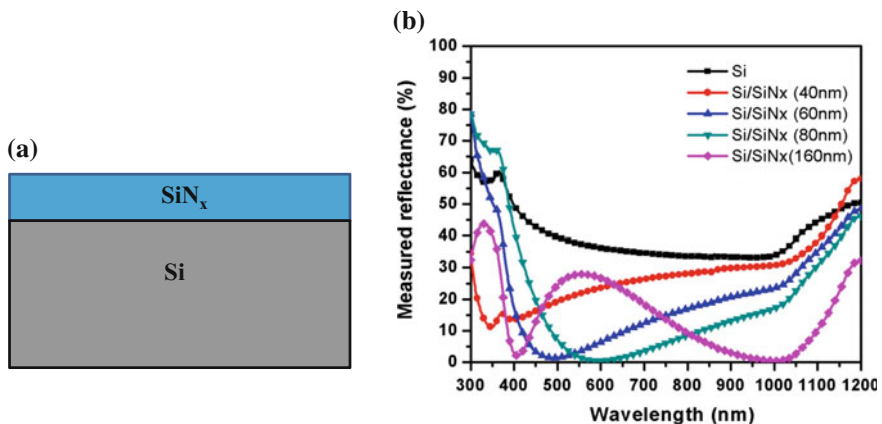 (a)
SiNx
Si
(b)
Measured reflectance (%)
100
90
80
70
60
50
40
30
20
10
0
Si
Si/SiNx (40nm)
Si/SiNx (60nm)
Si/SiNx (80nm)
Si/SiNx(160nm)
300 400 500 600 700 800 900 1000 1100 1200
Wavelength (nm)